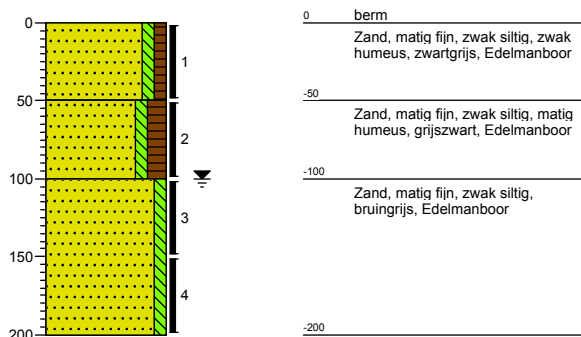 0
50
100
150
200
1
2
3
4
0 berm
Zand, matig fijn, zwak siltig, zwak
humeus, zwartgrijs, Edelmanboor
-50
Zand, matig fijn, zwak siltig, matig
humeus, grijszwart, Edelmanboor
-100
Zand, matig fijn, zwak siltig,
bruingrijs, Edelmanboor
-200